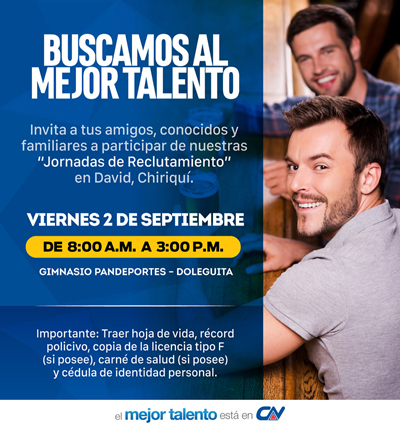 BUSCAMOS AL
MEJOR TALENTO
Invita a tus amigos, conocidos y
familiares a participar de nuestras
“Jornadas de Reclutamiento”
en David, Chiriquí.
VIERNES 2 DE SEPTIEMBRE
DE 8:00 A.M. A 3:00 P.M.
GIMNASIO PANDEPORTES – DOLEGUITA
Importante: Traer hoja de vida, récord
policivo, copia de la licencia tipo F
(si posee), carné de salud (si posee)
y cédula de identidad personal.
el mejor talento está en CN